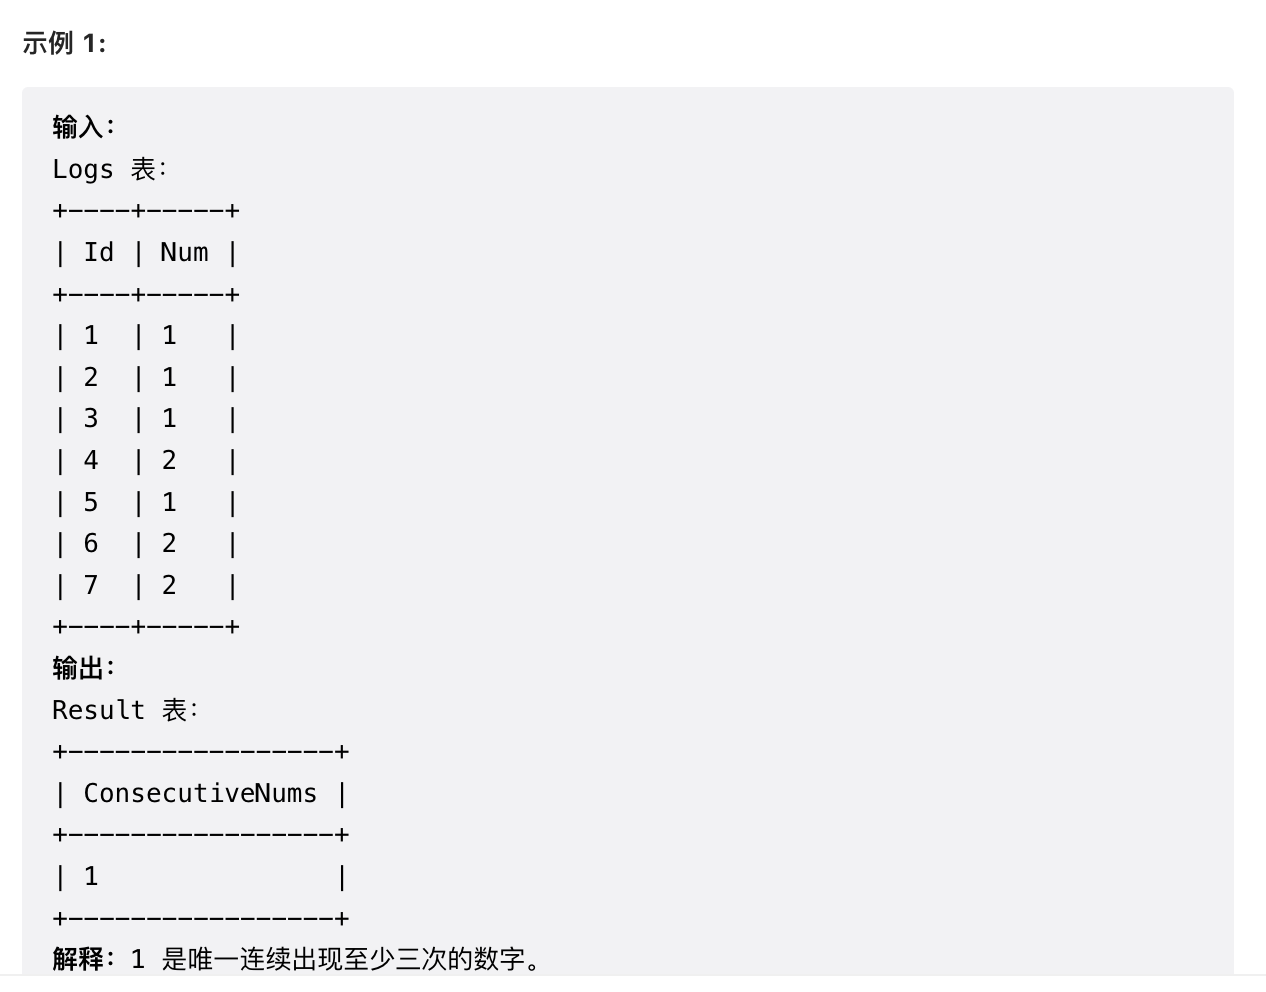 示例 1:
输入：
Logs 表：
+----+-----+
| Id | Num |
+----+-----+
| 1  | 1   |
| 2  | 1   |
| 3  | 1   |
| 4  | 2   |
| 5  | 1   |
| 6  | 2   |
| 7  | 2   |
+----+-----+
输出：
Result 表：
+-----------------+
| ConsecutiveNums |
+-----------------+
| 1               |
+-----------------+
解释：1 是唯一连续出现至少三次的数字。